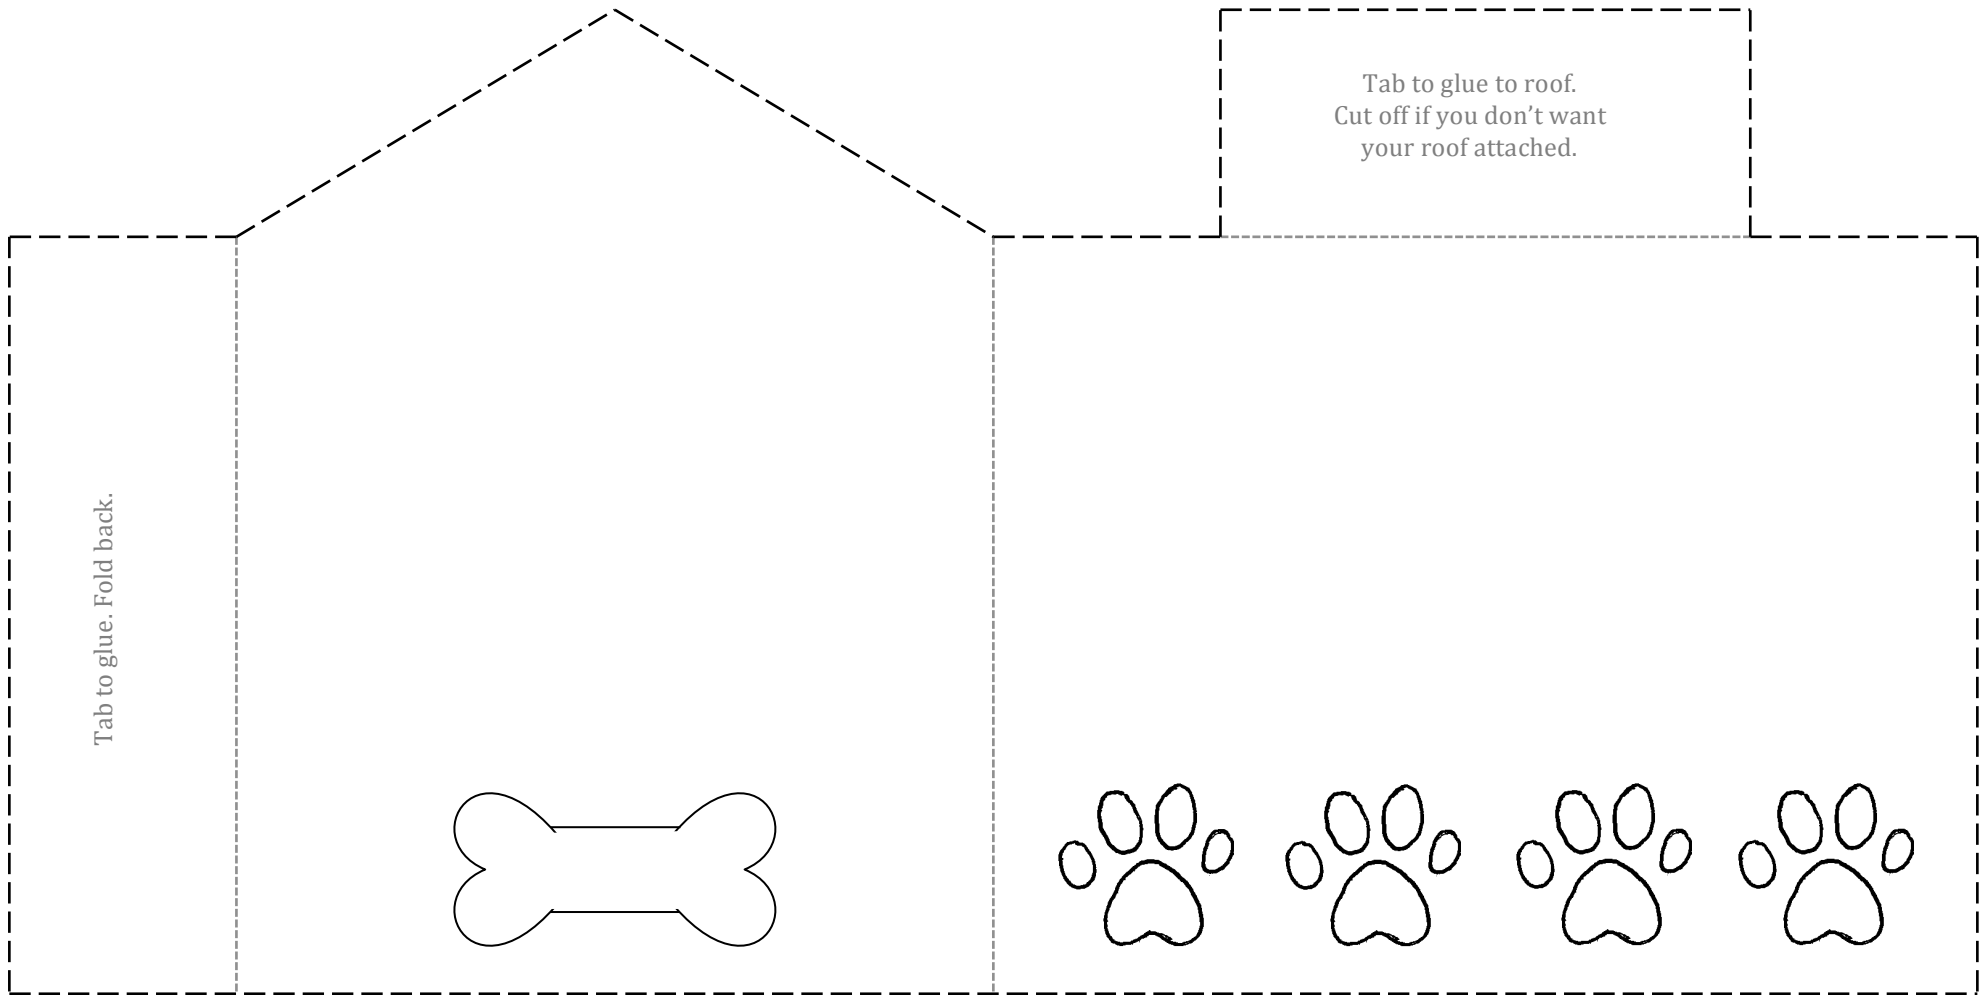 Tab to glue to roof.
Cut off if you don’t want
your roof attached.
Tab to glue. Fold back.